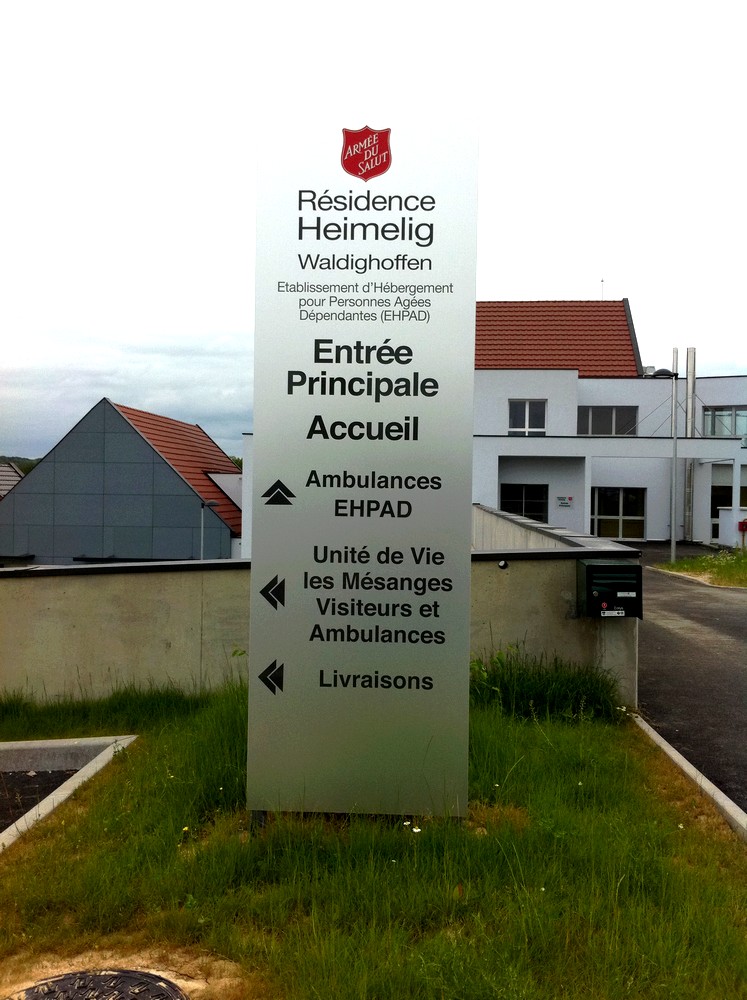 ARMÉE
DU
SALUT
Résidence
Heimelig
Waldighoffen
Etablissement d'Hébergement
pour Personnes Agées
Dépendantes (EHPAD)
Entrée
Principale
Accueil
Ambulances
EHPAD
Unité de Vie
les Mésanges
Visiteurs et
Ambulances
Livraisons